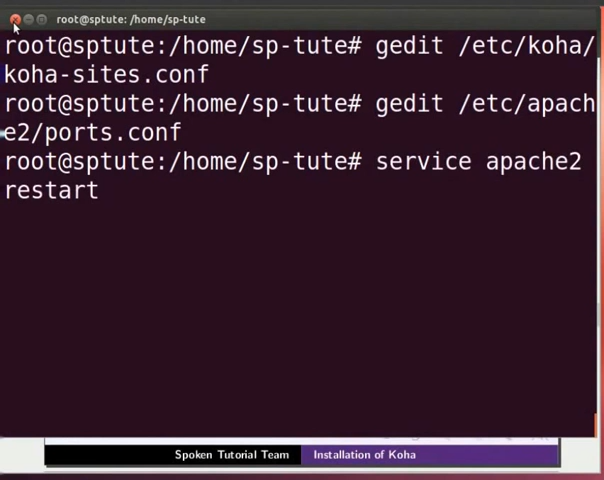 root@sptute: /home/sp-tute
root@sptute:/home/sp-tute# gedit /etc/koha/
koha-sites.conf
root@sptute:/home/sp-tute# gedit /etc/apach
e2/ports.conf
root@sptute:/home/sp-tute# service apache2
restart
Spoken Tutorial Team
Installation of Koha